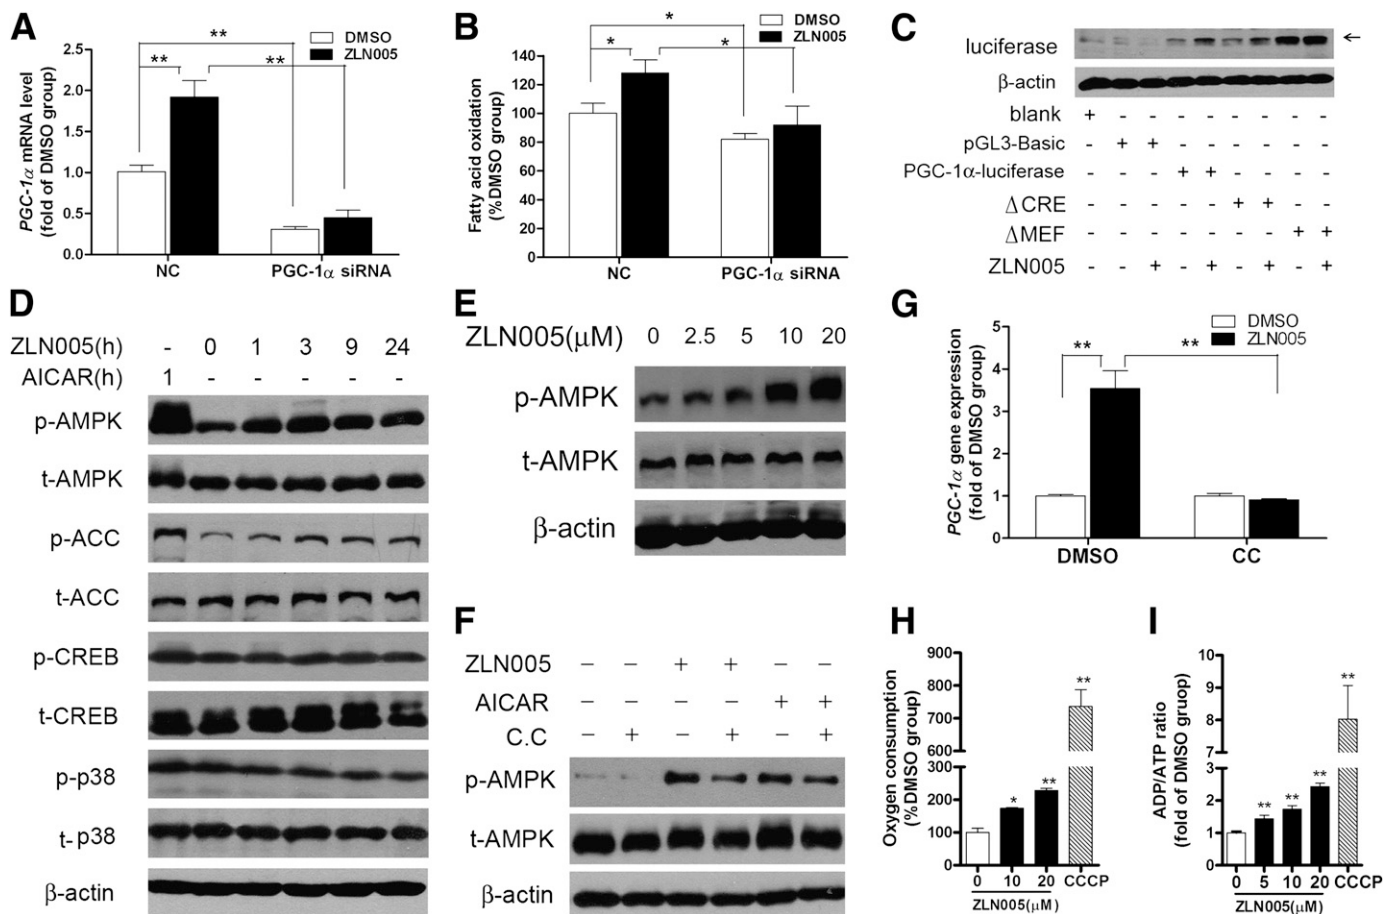 A
DMSO
ZLN005
PGC-1α mRNA level
(fold of DMSO group)
2.5
2.0
1.5
1.0
0.5
0.0
**
**
**
NC
PGC-1α siRNA
B
DMSO
ZLN005
Fatty acid oxidation
(%DMSO group)
160
140
120
100
80
60
40
20
0
*
*
*
NC
PGC-1α siRNA
C
luciferase
β-actin
blank + - - - - - - - -
pGL3-Basic - + + - - - - - -
PGC-1α-luciferase - - - + + - - - -
ΔCRE - - - - - + + - -
ΔMEF - - - - - - - + +
ZLN005 - - + - + - + - +
D
ZLN005(h) - 0 1 3 9 24
AICAR(h) 1 - - - - -
p-AMPK
t-AMPK
p-ACC
t-ACC
p-CREB
t-CREB
p-p38
t-p38
β-actin
E
ZLN005(μM) 0 2.5 5 10 20
p-AMPK
t-AMPK
β-actin
F
ZLN005 - - + + - -
AICAR - - - - + +
C.C - + - + - +
p-AMPK
t-AMPK
β-actin
G
DMSO
ZLN005
PGC-1α gene expression
(fold of DMSO group)
5
4
3
2
1
0
**
**
DMSO
CC
H
Oxygen consumption
(%DMSO group)
900
800
700
600
300
200
100
0
*
**
**
0 10 20 CCCP
ZLN005(μM)
I
ADP/ATP ratio
(fold of DMSO gruop)
10
9
8
7
3
2
1
0
**
**
**
**
0 5 10 20 CCCP
ZLN005(μM)